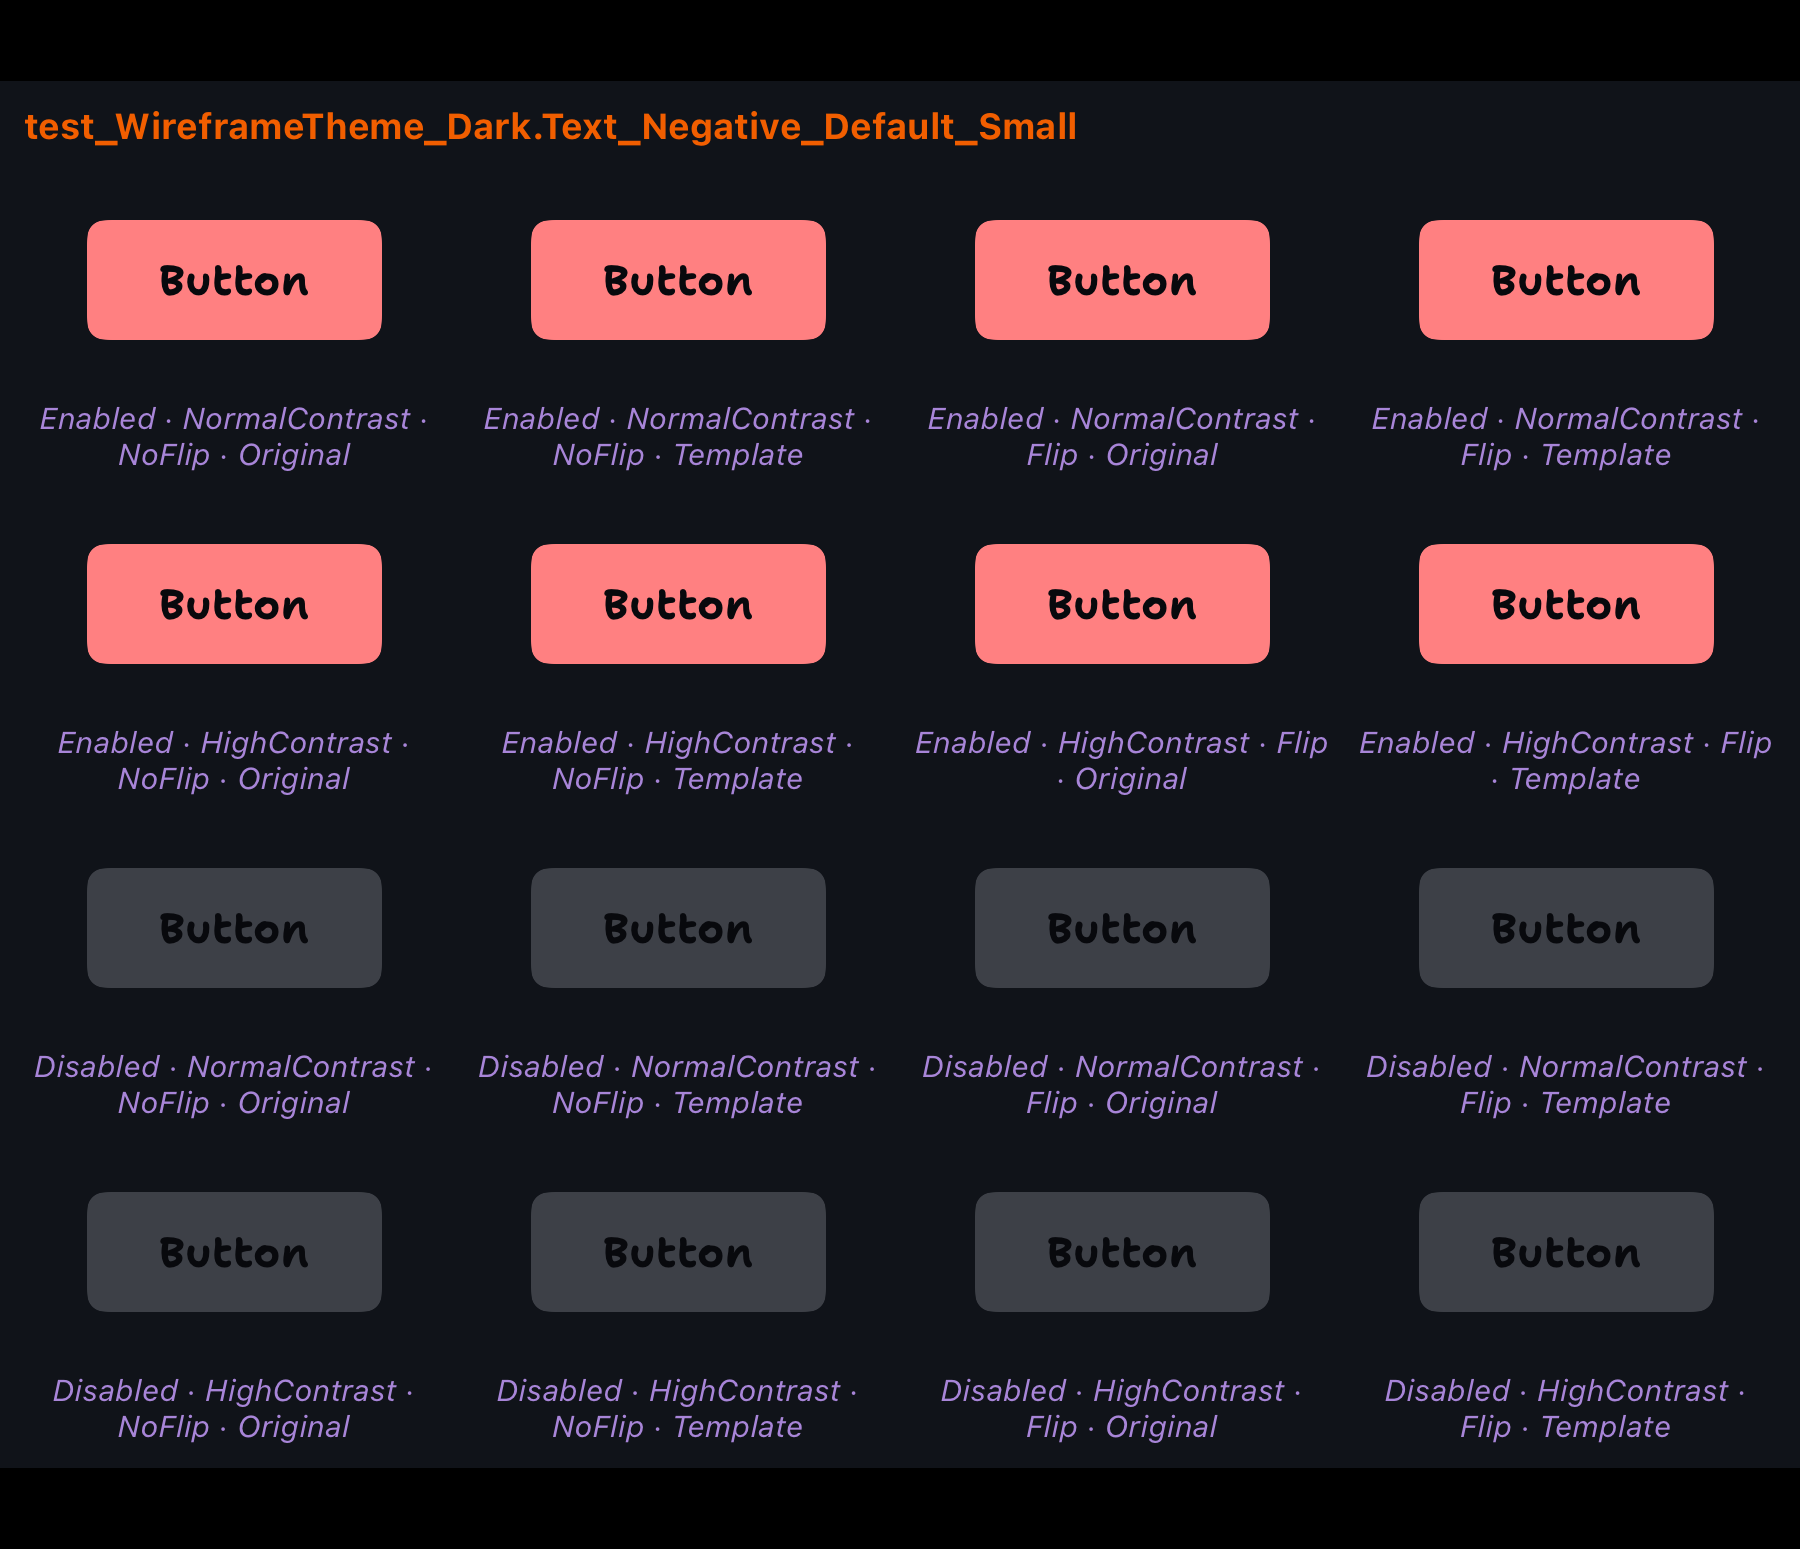 test_WireframeTheme_Dark.Text_Negative_Default_Small
Button Button Button Button
Enabled · NormalContrast · Enabled · NormalContrast · Enabled · NormalContrast · Enabled · NormalContrast ·
NoFlip · Original NoFlip · Template Flip · Original Flip · Template
Button Button Button Button
Enabled · HighContrast · Enabled · HighContrast · Enabled · HighContrast · Flip Enabled · HighContrast · Flip
NoFlip · Original NoFlip · Template · Original · Template
Button Button Button Button
Disabled · NormalContrast · Disabled · NormalContrast · Disabled · NormalContrast · Disabled · NormalContrast ·
NoFlip · Original NoFlip · Template Flip · Original Flip · Template
Button Button Button Button
Disabled · HighContrast · Disabled · HighContrast · Disabled · HighContrast · Disabled · HighContrast ·
NoFlip · Original NoFlip · Template Flip · Original Flip · Template